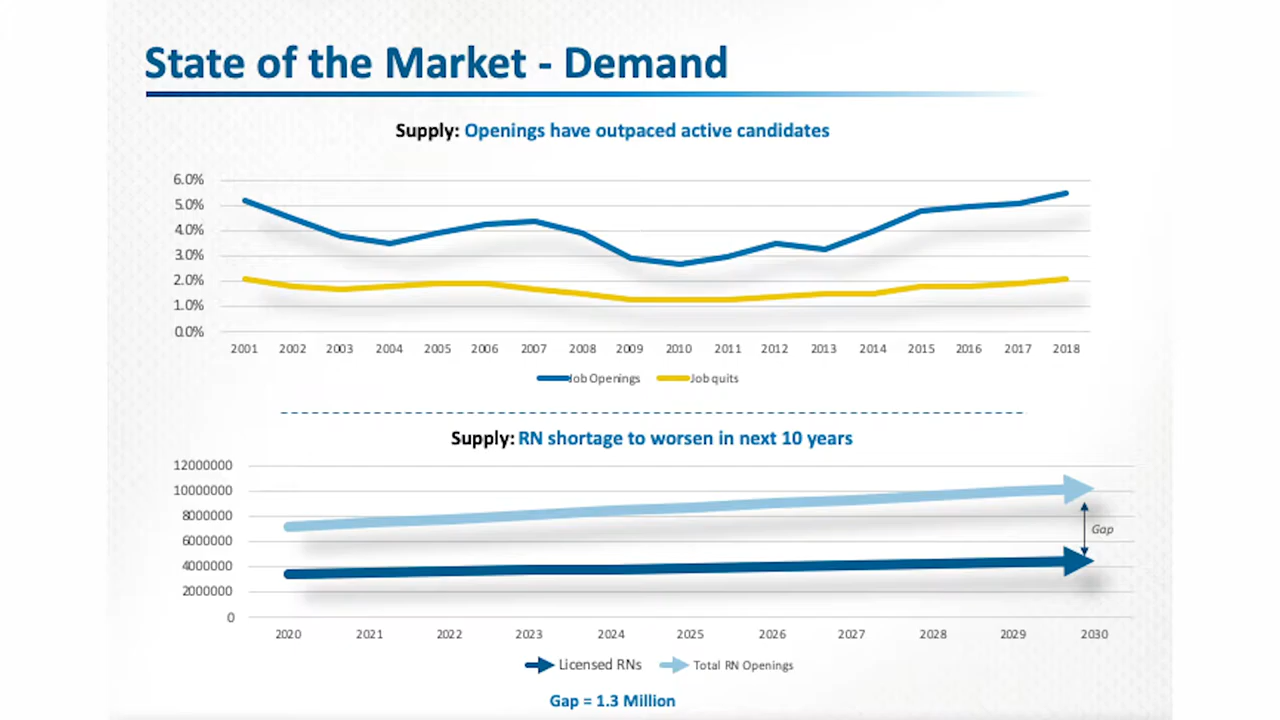 State of the Market - Demand
Supply: Openings have outpaced active candidates
6.0%
5.0%
4.0%
3.0%
2.0%
1.0%
0.0%
2001 2002 2003 2004 2005 2006 2007 2008 2009 2010 2011 2012 2013 2014 2015 2016 2017 2018
Job Openings Job quits
Supply: RN shortage to worsen in next 10 years
12000000
10000000
8000000
6000000
4000000
2000000
0
Gap
2020 2021 2022 2023 2024 2025 2026 2027 2028 2029 2030
Licensed RNs Total RN Openings
Gap = 1.3 Million